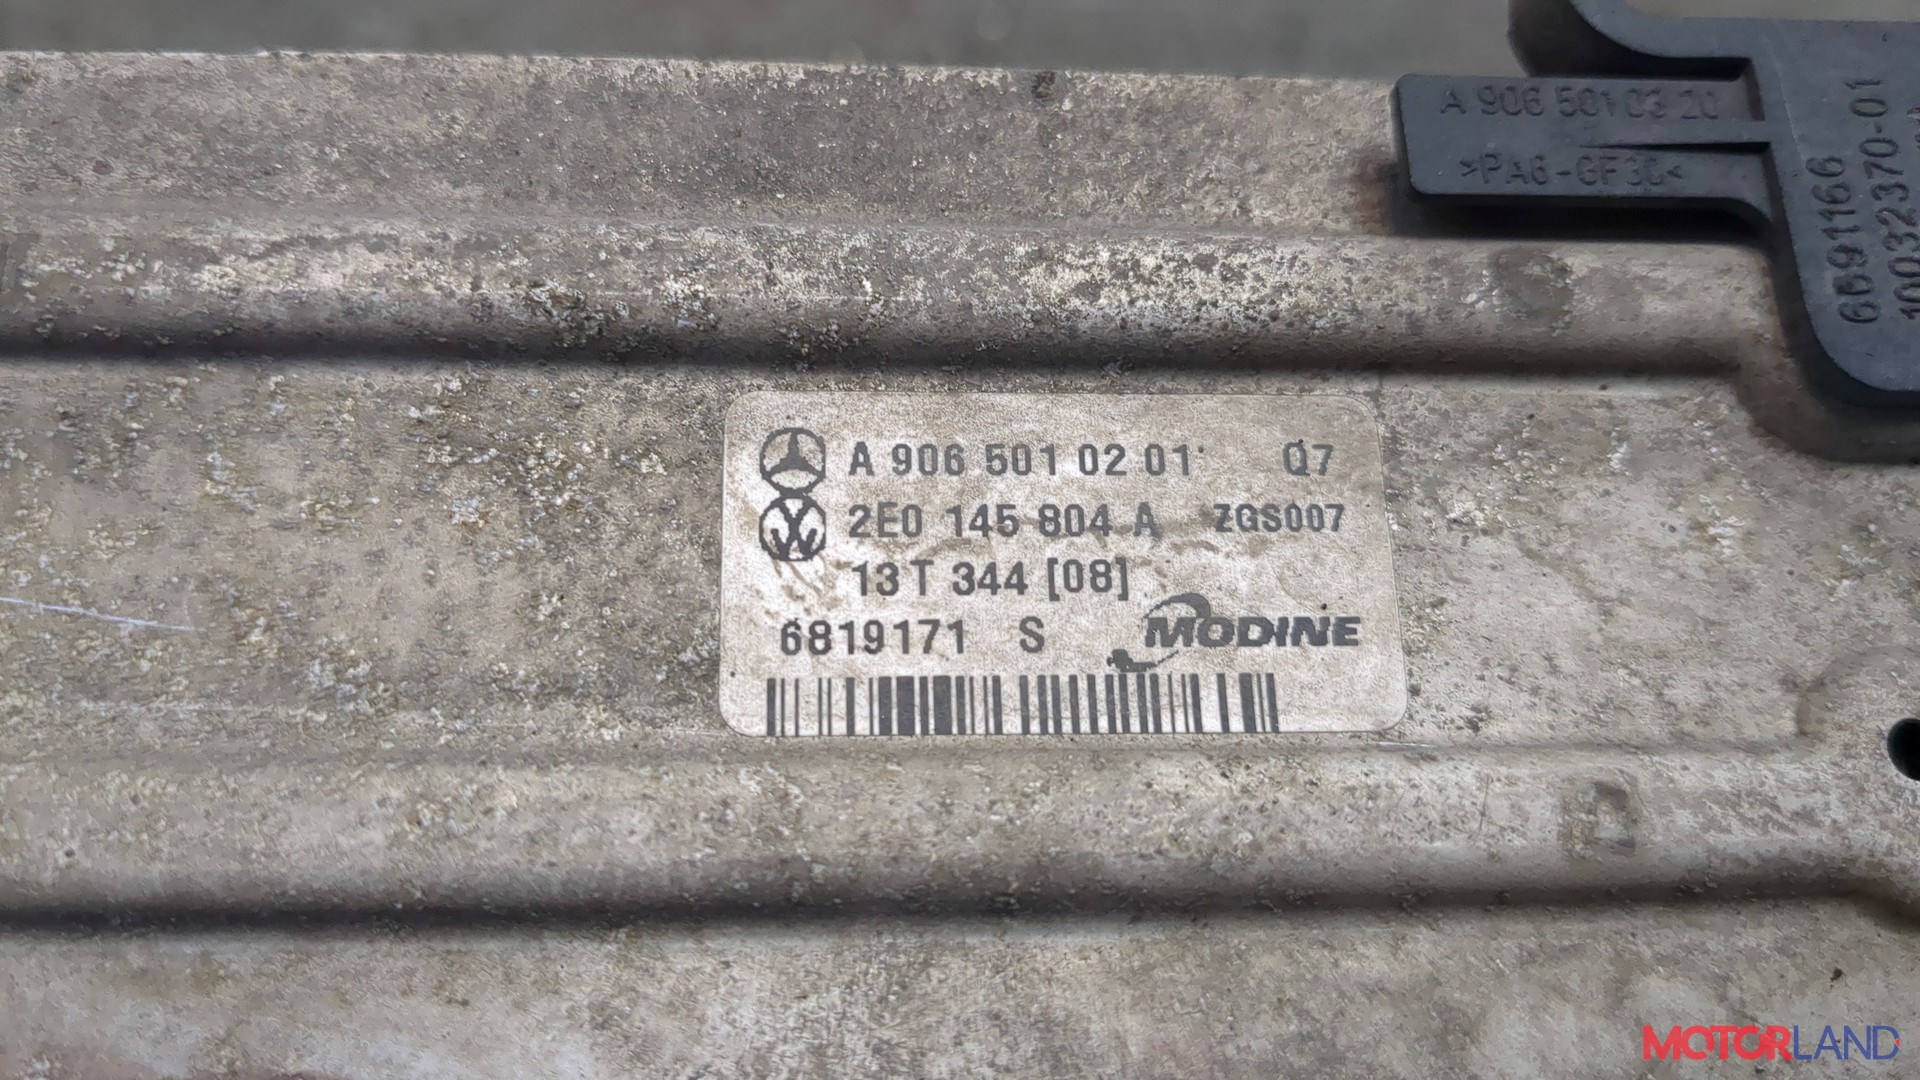 A 906 501 03 20
>PA6-GF30<
6691166
10032370-01
A 906 501 02 01 Q7
2E0 145 804 A ZGS007
13 T 344 [08]
6819171 S MODINE
MOTORLAND